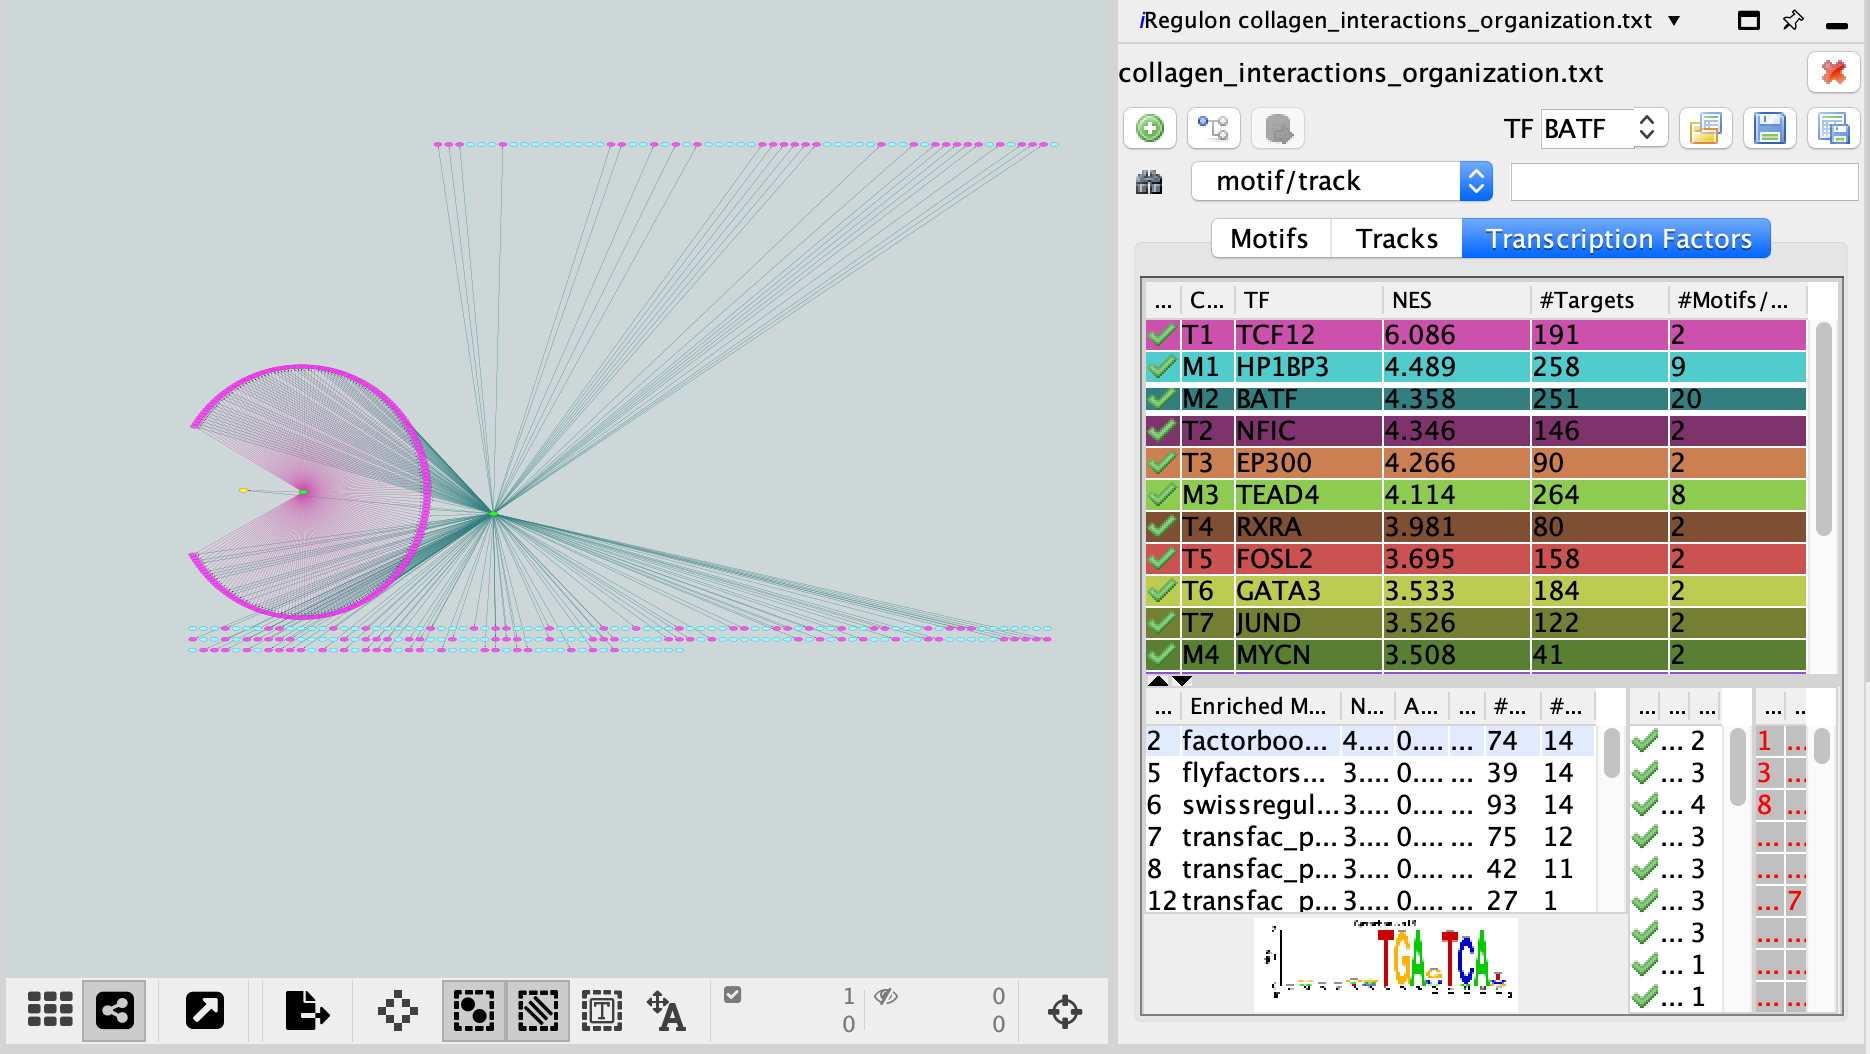 iRegulon collagen_interactions_organization.txt
collagen_interactions_organization.txt
TF BATF
motif/track
Motifs Tracks Transcription Factors
... C... TF NES #Targets #Motifs/...
T1 TCF12 6.086 191 2
M1 HP1BP3 4.489 258 9
M2 BATF 4.358 251 20
T2 NFIC 4.346 146 2
T3 EP300 4.266 90 2
M3 TEAD4 4.114 264 8
T4 RXRA 3.981 80 2
T5 FOSL2 3.695 158 2
T6 GATA3 3.533 184 2
T7 JUND 3.526 122 2
M4 MYCN 3.508 41 2
... Enriched M... N... A... ... #... #... ... ... ... ... ..
2 factorboo... 4.... 0.... ... 74 14 ... 2 1 ...
5 flyfactors... 3.... 0.... ... 39 14 ... 3 3 ...
6 swissregul... 3.... 0.... ... 93 14 ... 4 8 ...
7 transfac_p... 3.... 0.... ... 75 12 ... 3 ... ...
8 transfac_p... 3.... 0.... ... 42 11 ... 3 ... ...
12 transfac_p... 3.... 0.... ... 27 1 ... 3 ... 7
... 3 ... ...
... 1 ... ...
... 1 ... ...
TGA TCA
1 0
0 0
T A